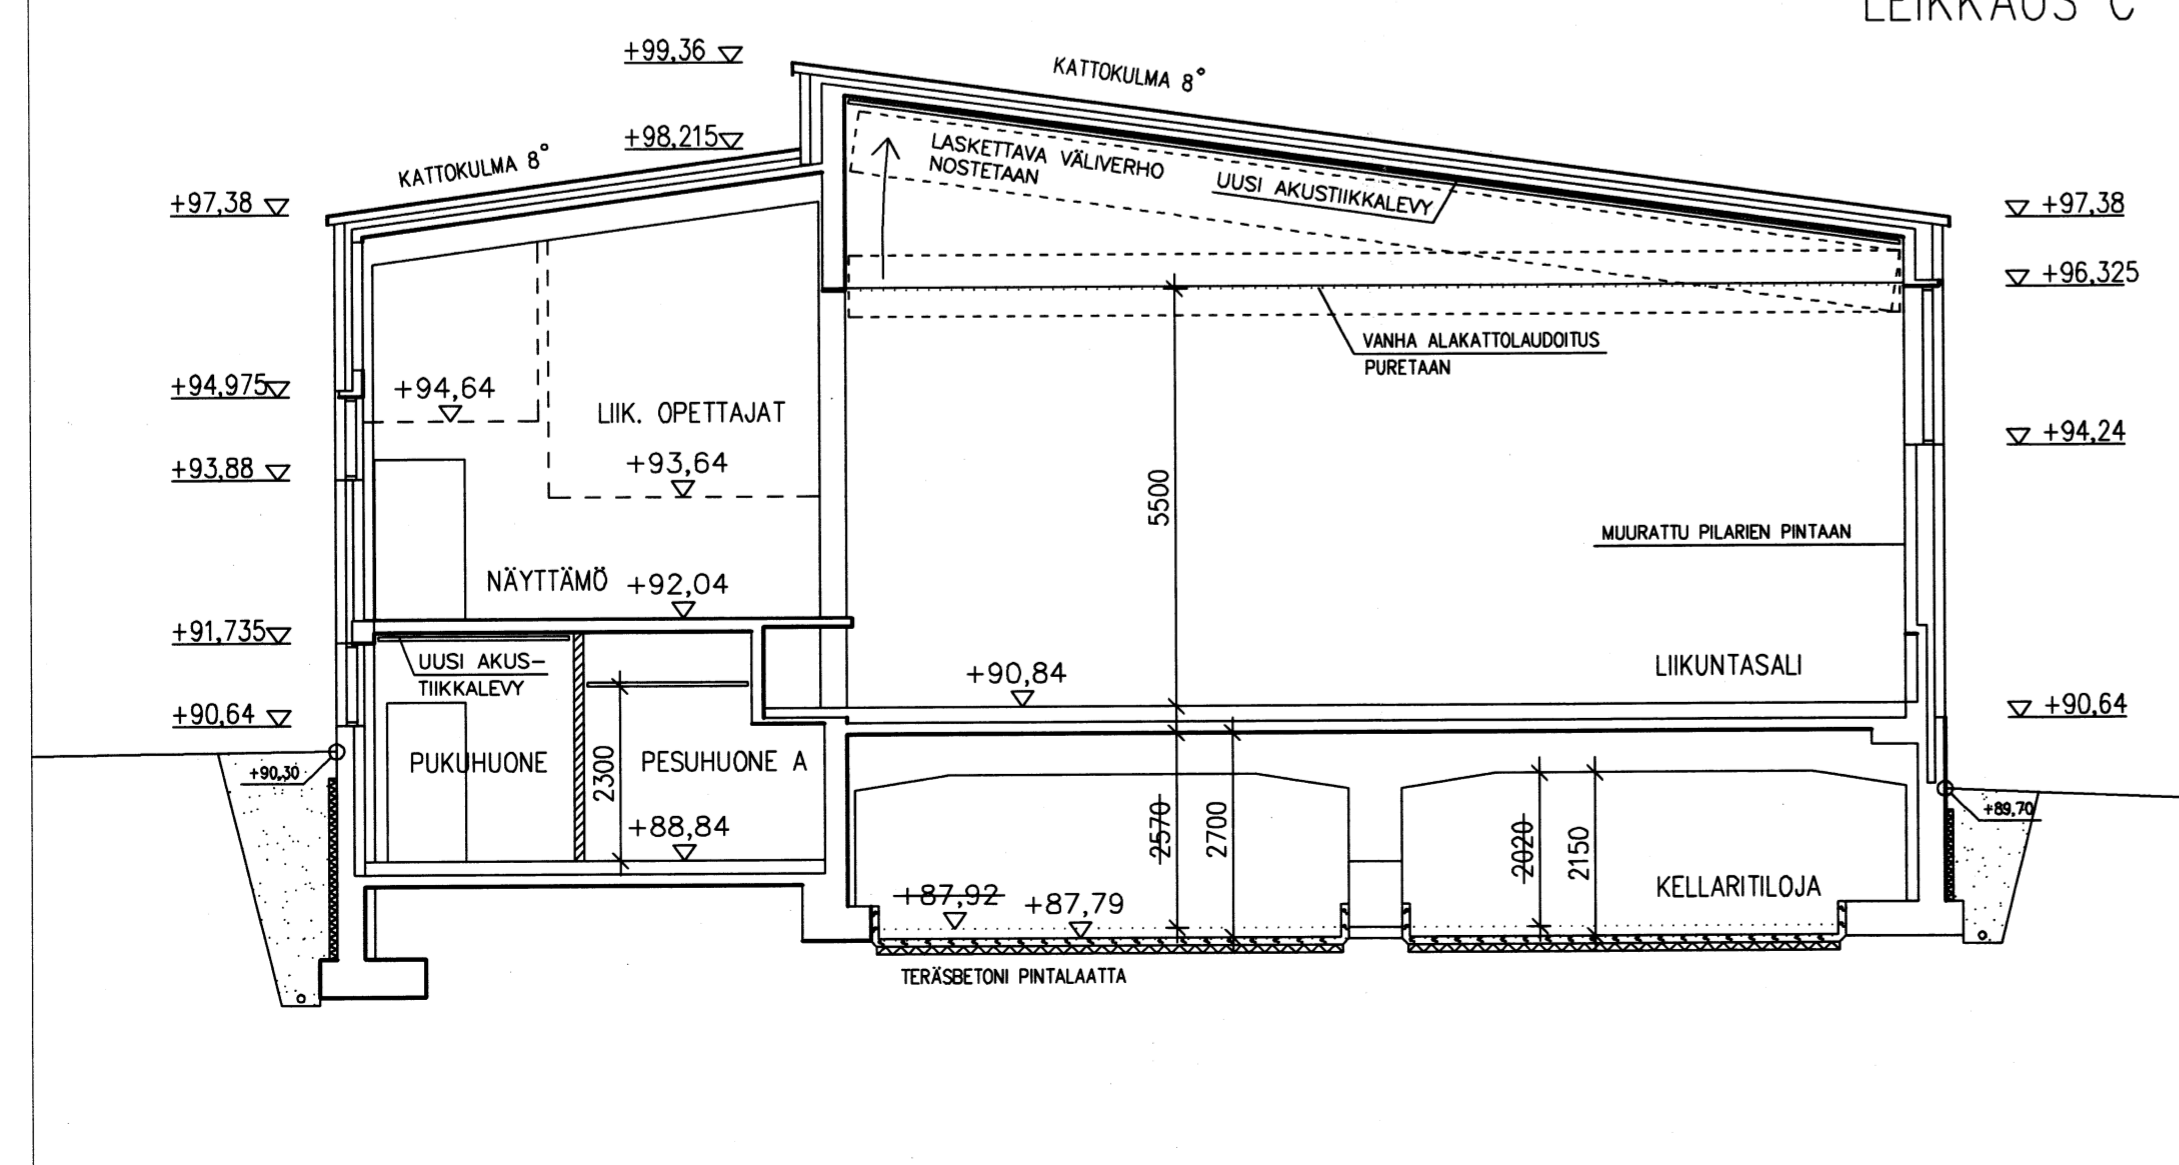 LEIKKAUS C
+99,36
KATTOKULMA 8°
+98,215
LASKETTAVA VÄLIVERHO
NOSTETAAN
KATTOKULMA 8°
UUSI AKUSTIIKKALEVY
+97,38
+97,38
+96,325
VANHA ALAKATTOLAUDOITUS
PURETAAN
+94,975
+94,64
LIIK. OPETTAJAT
+94,24
+93,88
+93,64
5500
MUURATTU PILARIEN PINTAAN
NÄYTTÄMÖ +92,04
+91,735
UUSI AKUS-
TIIKKALEVY
+90,84
LIIKUNTASALI
+90,64
+90,64
PUKUHUONE
2300
PESUHUONE A
+90,30
+89,70
+88,84
2570
2700
2020
2150
KELLARITILOJA
+87,92
+87,79
TERÄSBETONI PINTALAATTA